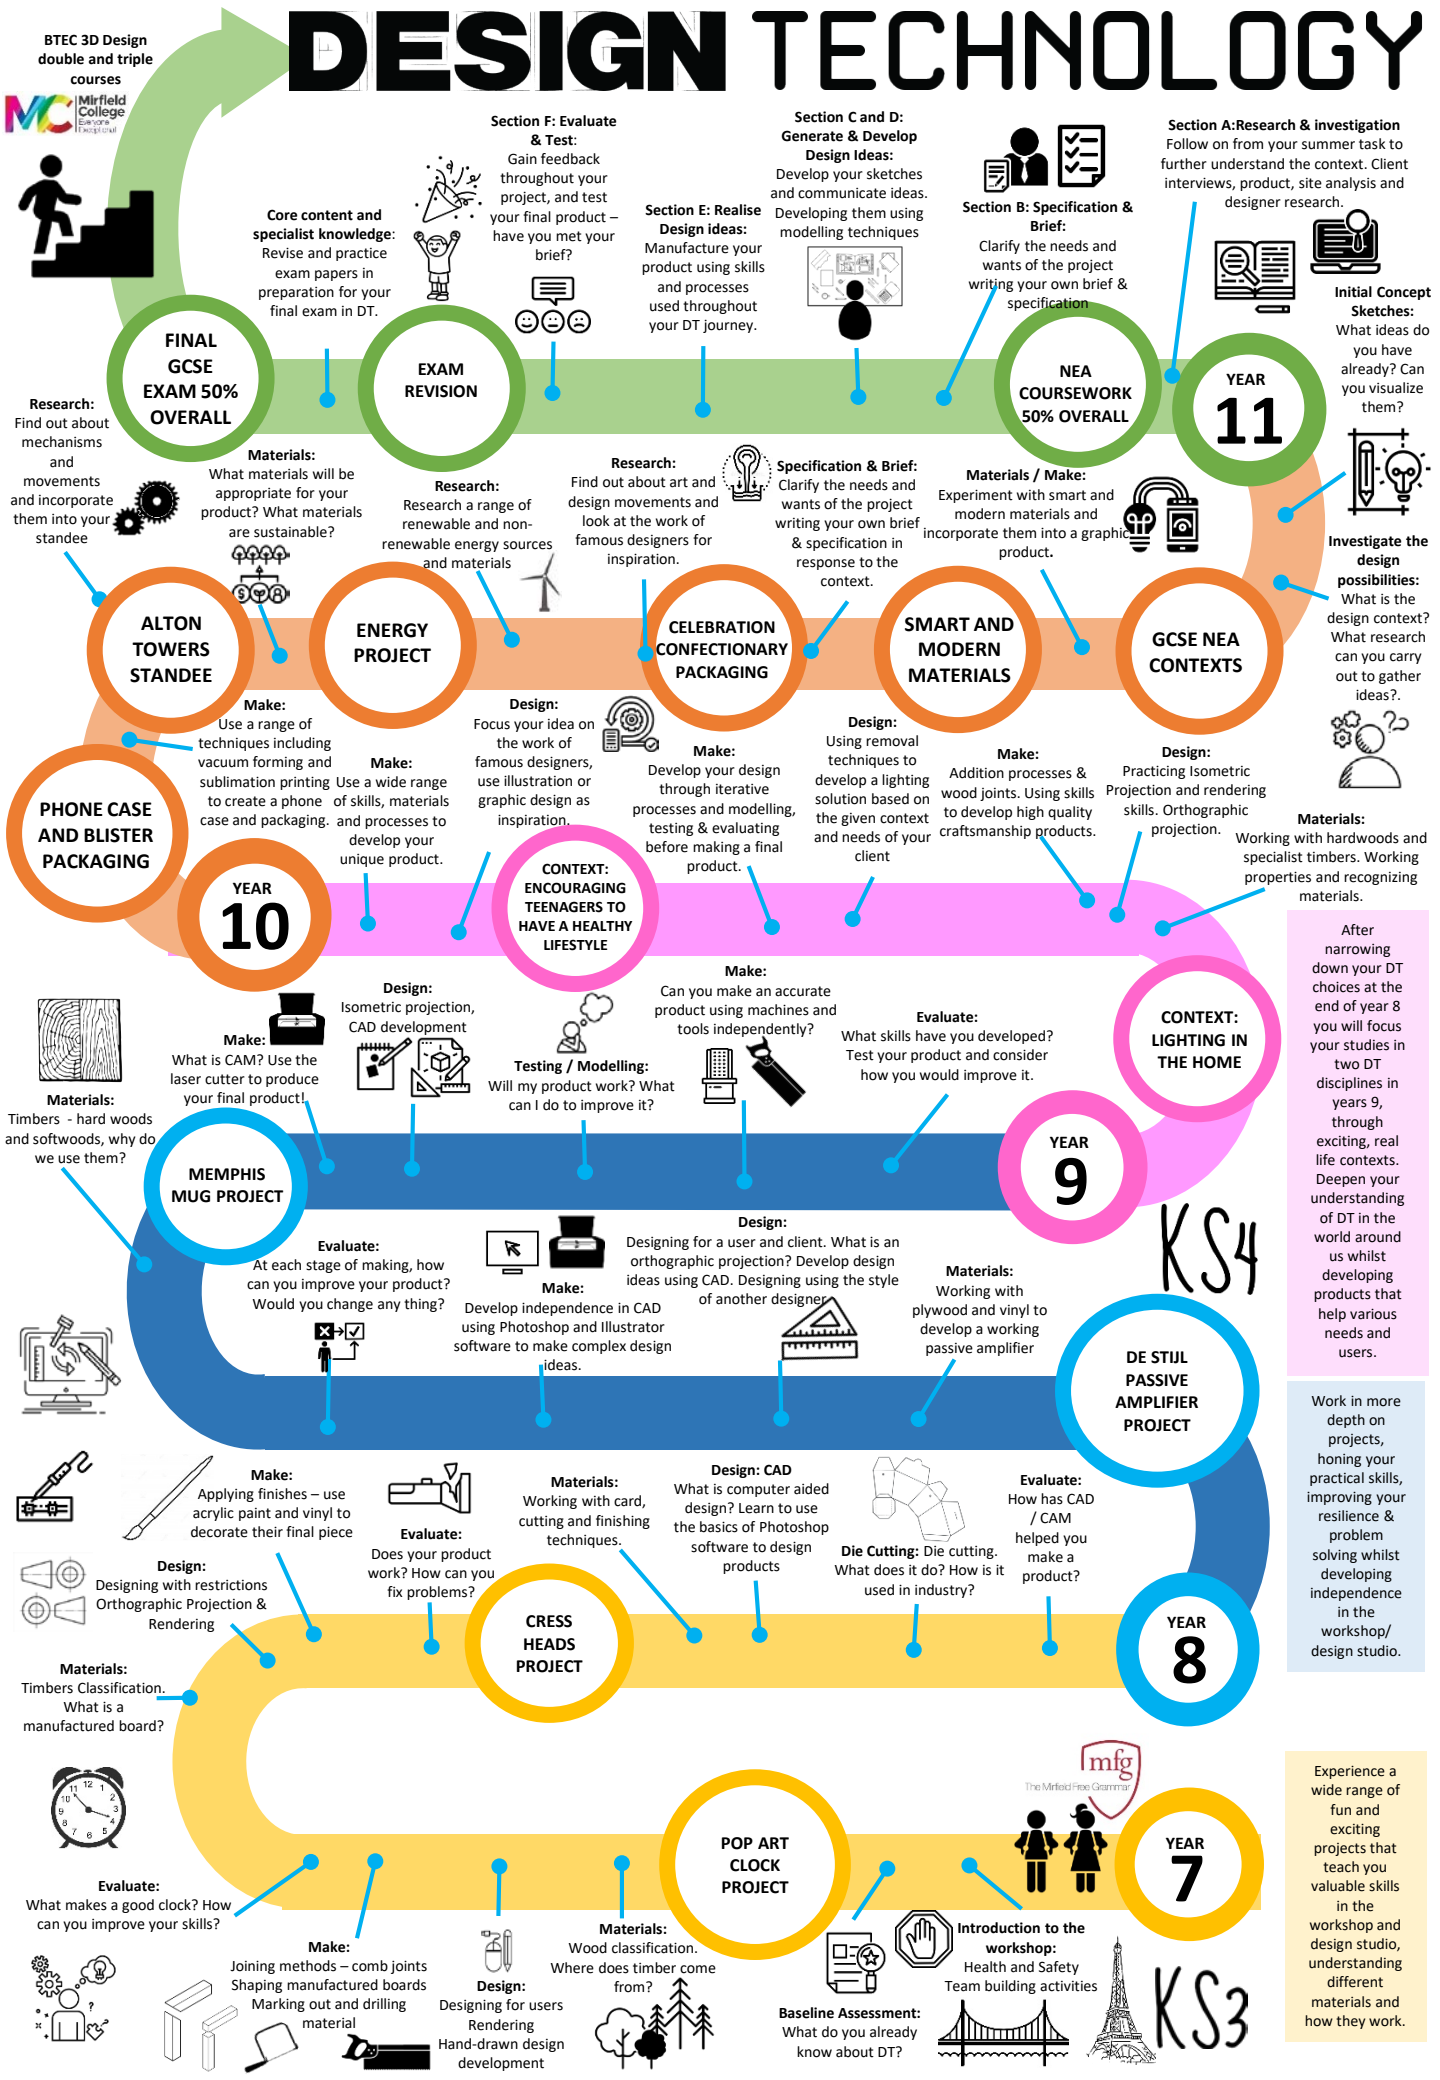 DESIGN TECHNOLOGY
BTEC 3D Design
double and triple
courses
MC Mirfield
College
Everyone
Exceptional
Core content and
specialist knowledge:
Revise and practice
exam papers in
preparation for your
final exam in DT.
Section F: Evaluate
& Test:
Gain feedback
throughout your
project, and test
your final product –
have you met your
brief?
Section E: Realise
Design ideas:
Manufacture your
product using skills
and processes
used throughout
your DT journey.
Section C and D:
Generate & Develop
Design Ideas:
Develop your sketches
and communicate ideas.
Developing them using
modelling techniques
Section B: Specification &
Brief:
Clarify the needs and
wants of the project
writing your own brief &
specification
Section A:Research & investigation
Follow on from your summer task to
further understand the context. Client
interviews, product, site analysis and
designer research.
Initial Concept
Sketches:
What ideas do
you have
already? Can
you visualize
them?
FINAL
GCSE
EXAM 50%
OVERALL
EXAM
REVISION
NEA
COURSEWORK
50% OVERALL
YEAR
11
Research:
Find out about
mechanisms
and
movements
and incorporate
them into your
standee
Materials:
What materials will be
appropriate for your
product? What materials
are sustainable?
Research:
Research a range of
renewable and non-
renewable energy sources
and materials
Research:
Find out about art and
design movements and
look at the work of
famous designers for
inspiration.
Specification & Brief:
Clarify the needs and
wants of the project
writing your own brief
& specification in
response to the
context.
Materials / Make:
Experiment with smart and
modern materials and
incorporate them into a graphic
product.
Investigate the
design
possibilities:
What is the
design context?
What research
can you carry
out to gather
ideas?.
ALTON
TOWERS
STANDEE
ENERGY
PROJECT
CELEBRATION
CONFECTIONARY
PACKAGING
SMART AND
MODERN
MATERIALS
GCSE NEA
CONTEXTS
PHONE CASE
AND BLISTER
PACKAGING
Make:
Use a range of
techniques including
vacuum forming and
sublimation printing
to create a phone
case and packaging.
Make:
Use a wide range
of skills, materials
and processes to
develop your
unique product.
Design:
Focus your idea on
the work of
famous designers,
use illustration or
graphic design as
inspiration.
Make:
Develop your design
through iterative
processes and modelling,
testing & evaluating
before making a final
product.
Design:
Using removal
techniques to
develop a lighting
solution based on
the given context
and needs of your
client
Make:
Addition processes &
wood joints. Using skills
to develop high quality
craftsmanship products.
Design:
Practicing Isometric
Projection and rendering
skills. Orthographic
projection.
Materials:
Working with hardwoods and
specialist timbers. Working
properties and recognizing
materials.
YEAR
10
CONTEXT:
ENCOURAGING
TEENAGERS TO
HAVE A HEALTHY
LIFESTYLE
CONTEXT:
LIGHTING IN
THE HOME
YEAR
9
After
narrowing
down your DT
choices at the
end of year 8
you will focus
your studies in
two DT
disciplines in
years 9,
through
exciting, real
life contexts.
Deepen your
understanding
of DT in the
world around
us whilst
developing
products that
help various
needs and
users.
Materials:
Timbers - hard woods
and softwoods, why do
we use them?
Make:
What is CAM? Use the
laser cutter to produce
your final product!
Design:
Isometric projection,
CAD development
Testing / Modelling:
Will my product work? What
can I do to improve it?
Make:
Can you make an accurate
product using machines and
tools independently?
Evaluate:
What skills have you developed?
Test your product and consider
how you would improve it.
MEMPHIS
MUG PROJECT
KS4
Evaluate:
At each stage of making, how
can you improve your product?
Would you change any thing?
Make:
Develop independence in CAD
using Photoshop and Illustrator
software to make complex design
ideas.
Design:
Designing for a user and client. What is an
orthographic projection? Develop design
ideas using CAD. Designing using the style
of another designer
Materials:
Working with
plywood and vinyl to
develop a working
passive amplifier
DE STIJL
PASSIVE
AMPLIFIER
PROJECT
Work in more
depth on
projects,
honing your
practical skills,
improving your
resilience &
problem
solving whilst
developing
independence
in the
workshop/
design studio.
Make:
Applying finishes – use
acrylic paint and vinyl to
decorate their final piece
Design:
Designing with restrictions
Orthographic Projection &
Rendering
Evaluate:
Does your product
work? How can you
fix problems?
Materials:
Working with card,
cutting and finishing
techniques.
Design: CAD
What is computer aided
design? Learn to use
the basics of Photoshop
software to design
products
Die Cutting: Die cutting.
What does it do? How is it
used in industry?
Evaluate:
How has CAD
/ CAM
helped you
make a
product?
Materials:
Timbers Classification.
What is a
manufactured board?
CRESS
HEADS
PROJECT
YEAR
8
mfg
The Mirfield Free Grammar
POP ART
CLOCK
PROJECT
YEAR
7
Experience a
wide range of
fun and
exciting
projects that
teach you
valuable skills
in the
workshop and
design studio,
understanding
different
materials and
how they work.
11 12 1
10 2
9 3
8 4
7 6 5
Evaluate:
What makes a good clock? How
can you improve your skills?
Make:
Joining methods – comb joints
Shaping manufactured boards
Marking out and drilling
material
Design:
Designing for users
Rendering
Hand-drawn design
development
Materials:
Wood classification.
Where does timber come
from?
Baseline Assessment:
What do you already
know about DT?
Introduction to the
workshop:
Health and Safety
Team building activities
KS3